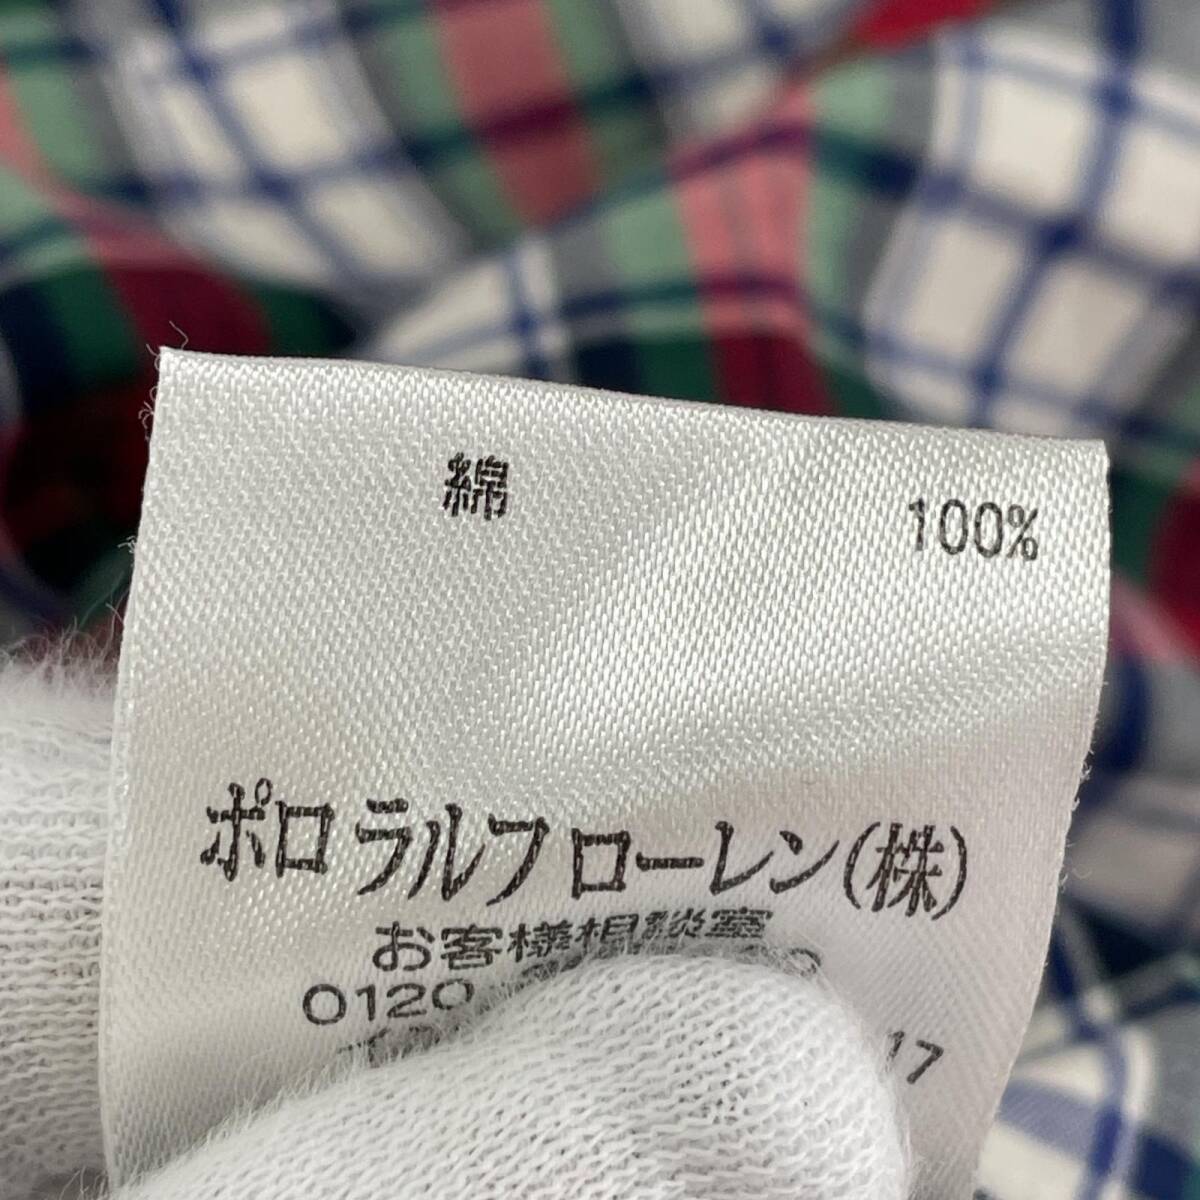 綿 100%
ポロ ラルフ ローレン(株)
お客様相談室
0120
17